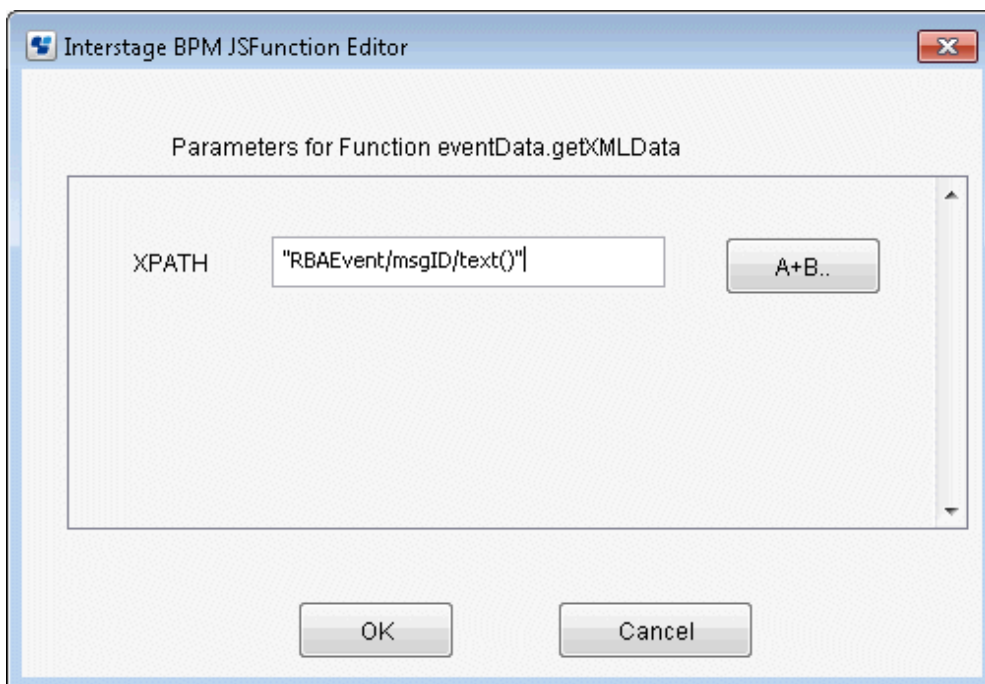 Interstage BPM JSFunction Editor
Parameters for Function eventData.getXMLData
XPATH "RBAEvent/msgID/text()" A+B..
OK Cancel